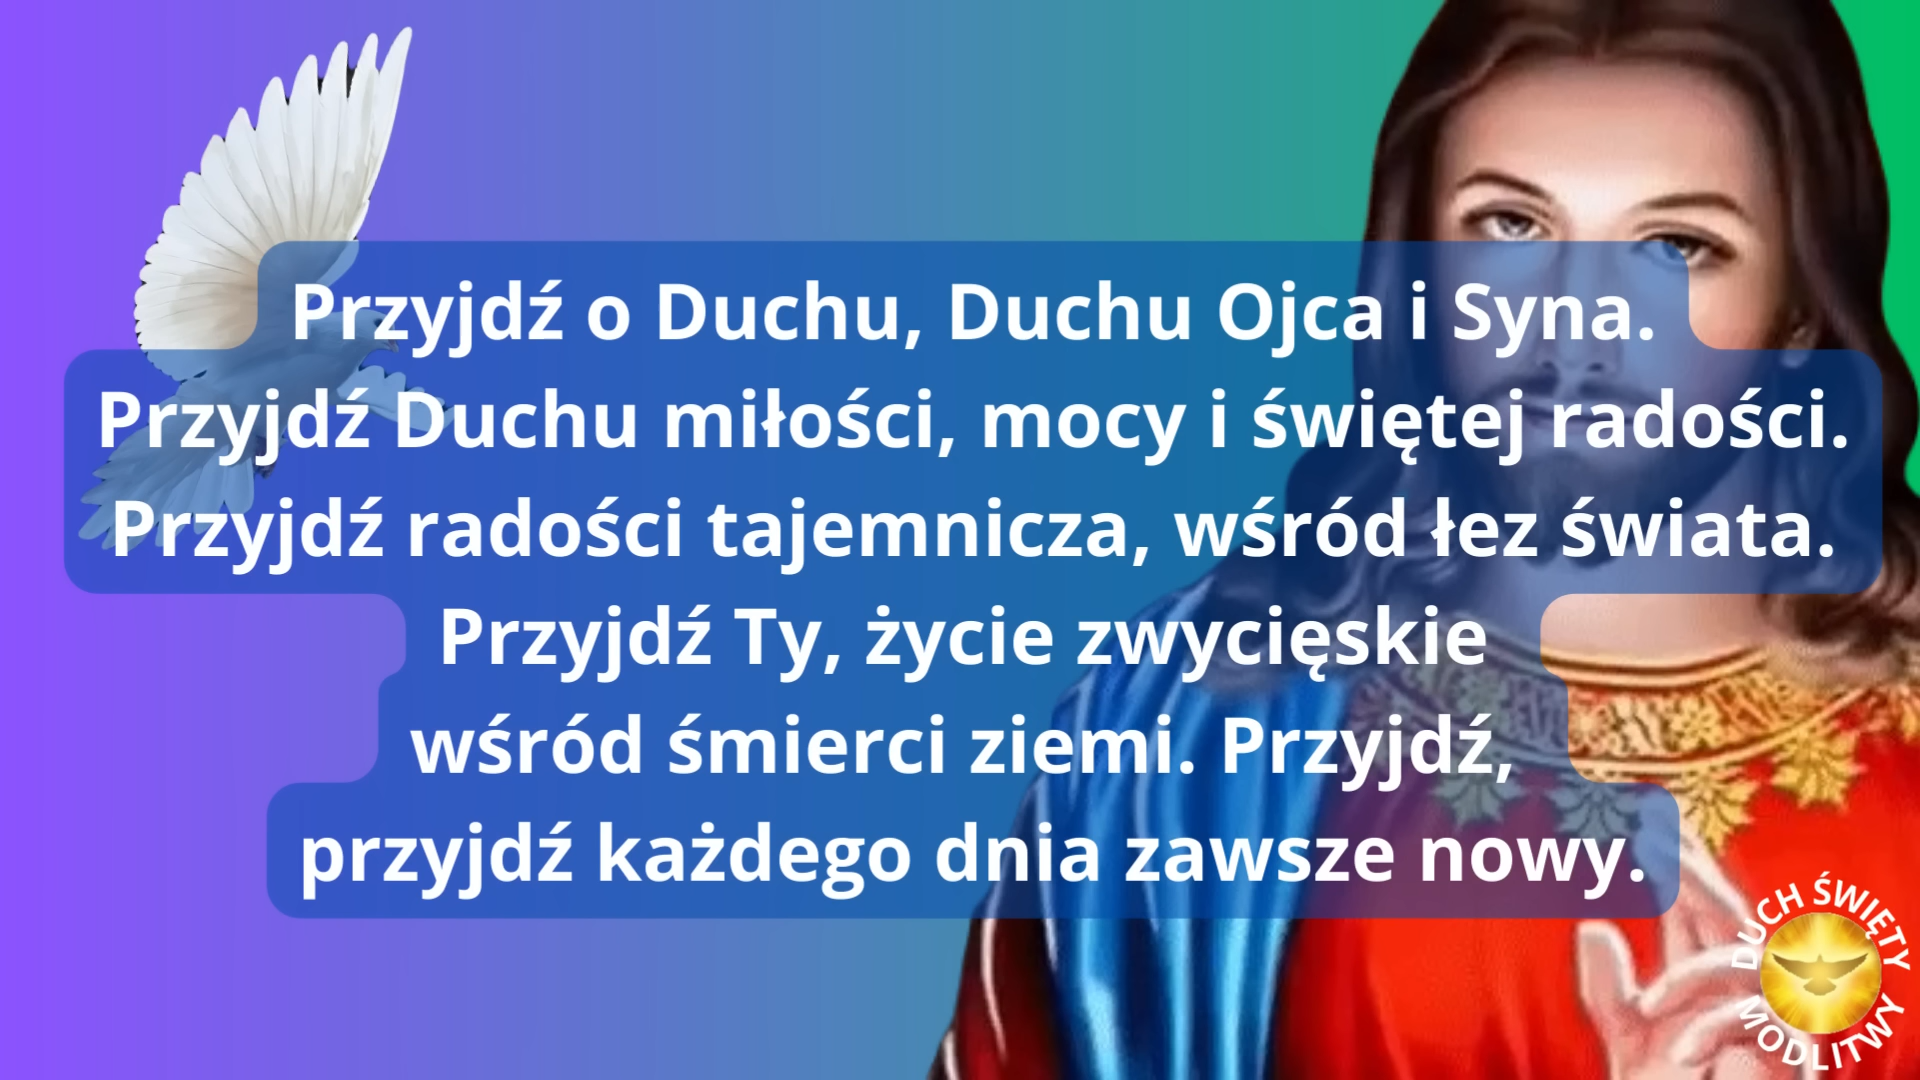 Przyjdź o Duchu, Duchu Ojca i Syna.
Przyjdź Duchu miłości, mocy i świętej radości.
Przyjdź radości tajemnicza, wśród łez świata.
Przyjdź Ty, życie zwycięskie
wśród śmierci ziemi. Przyjdź,
przyjdź każdego dnia zawsze nowy.
DUCH ŚWIĘTY
MODLITWY